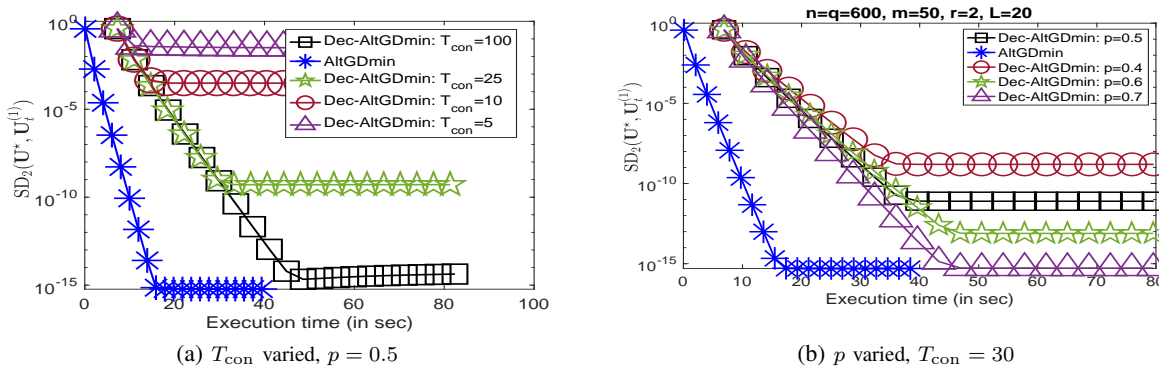 n=q=600, m=50, r=2, L=20
10^0
10^-5
10^-10
10^-15
SD_2(U^⋆, U_t^(1))
Dec-AltGDmin: T_con=100
AltGDmin
Dec-AltGDmin: T_con=25
Dec-AltGDmin: T_con=10
Dec-AltGDmin: T_con=5
0 20 40 60 80 100
Execution time (in sec)
(a) T_con varied, p = 0.5
10^0
10^-5
10^-10
10^-15
SD_2(U^⋆, U_t^(1))
Dec-AltGDmin: p=0.5
AltGDmin
Dec-AltGDmin: p=0.4
Dec-AltGDmin: p=0.6
Dec-AltGDmin: p=0.7
0 10 20 30 40 50 60 70 80
Execution time (in sec)
(b) p varied, T_con = 30